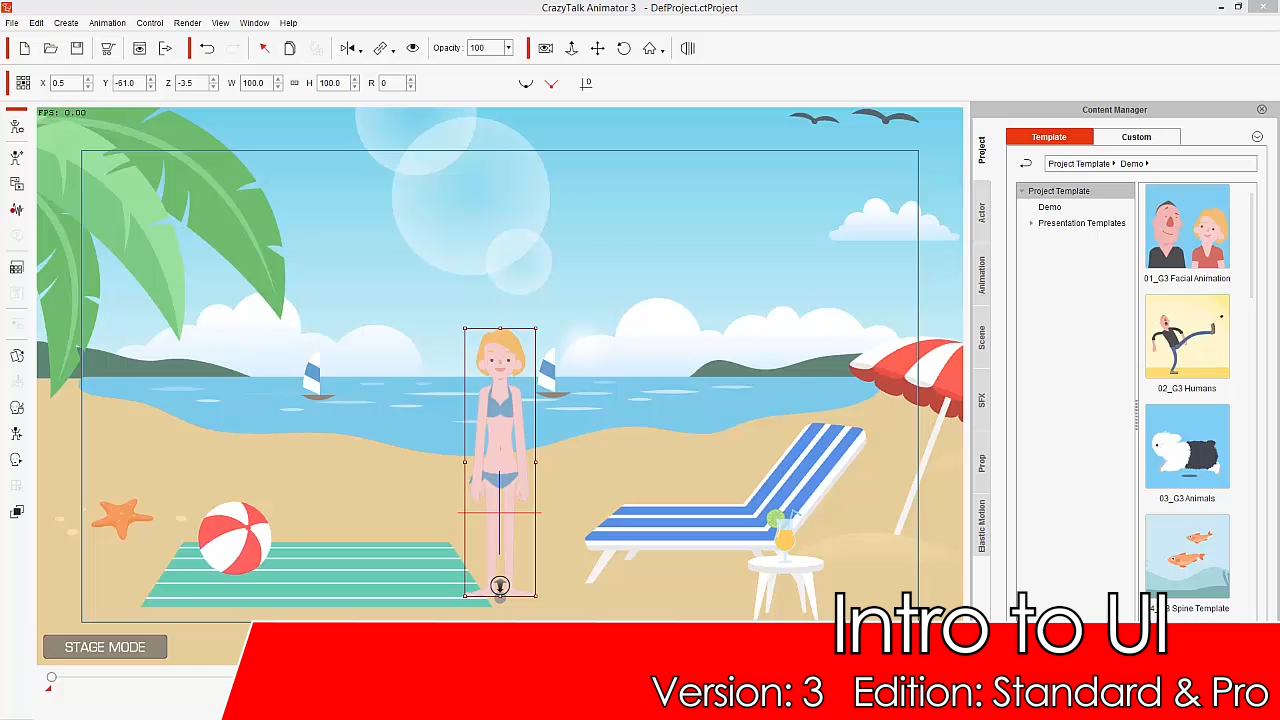 CrazyTalk Animator 3 - DefProject.ctProject
File Edit Create Animation Control Render View Window Help
Opacity : 100
X 0.5 Y -51.0 Z -3.5 W 100.0 H 100.0 R 0
FPS: 0.00
Content Manager
Template Custom
Project Template Demo
Project
Actor
Animation
Scene
SFX
Prop
Elastic Motion
Project Template
Demo
Presentation Templates
01_G3 Facial Animation
02_G3 Humans
03_G3 Animals
Spine Template
STAGE MODE
Intro to UI
Version: 3 Edition: Standard & Pro